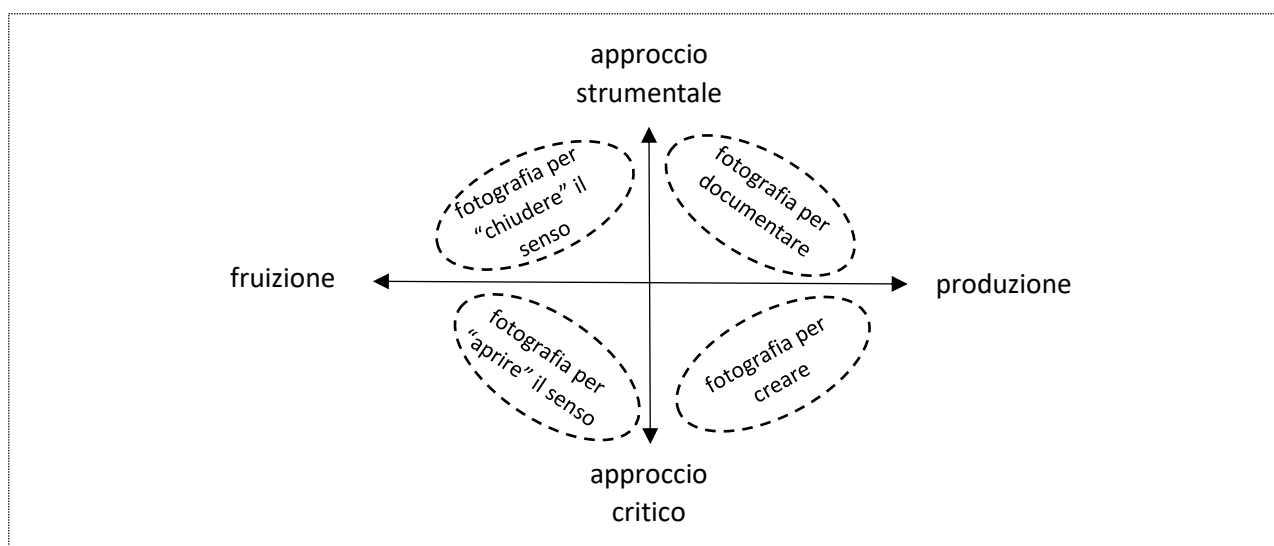 approccio
strumentale
fotografia per
“chiudere” il
senso
fotografia per
documentare
fruizione
produzione
fotografia per
“aprire” il senso
fotografia per
creare
approccio
critico